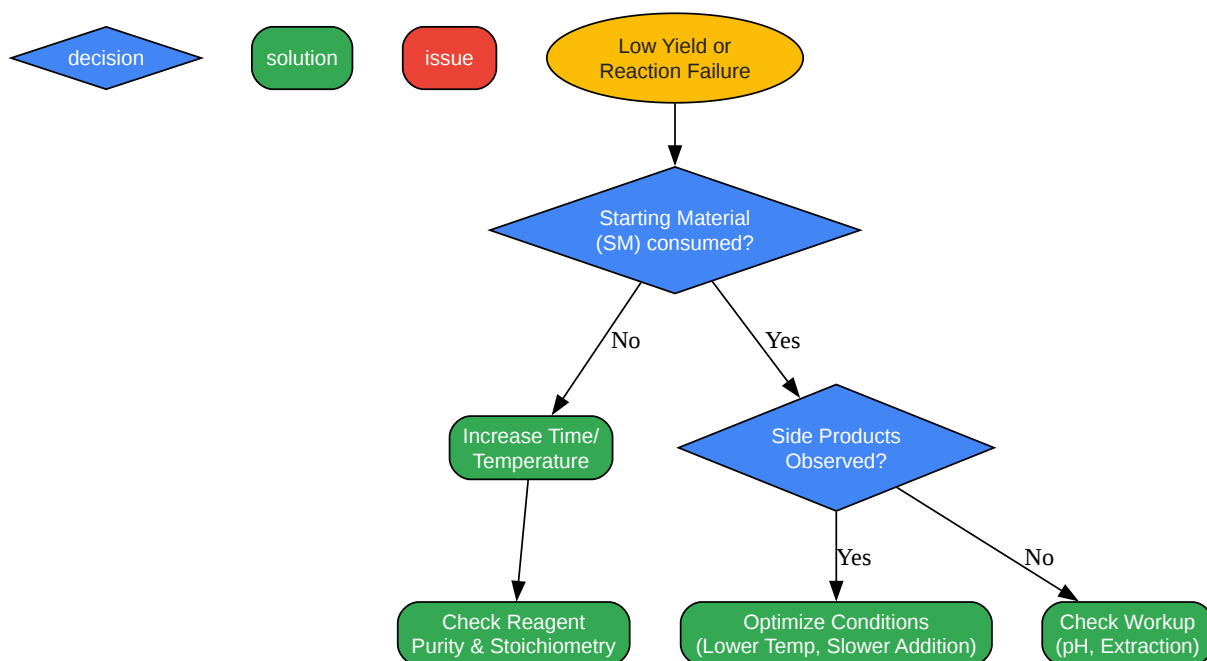 decision
solution
issue
Low Yield or
Reaction Failure
Starting Material
(SM) consumed?
No
Yes
Increase Time/
Temperature
Side Products
Observed?
Yes
No
Check Reagent
Purity & Stoichiometry
Optimize Conditions
(Lower Temp, Slower Addition)
Check Workup
(pH, Extraction)